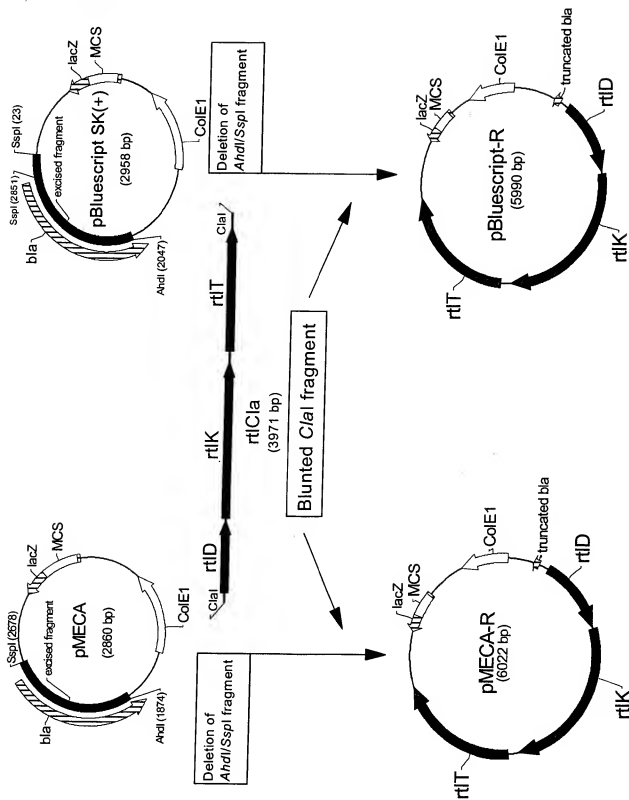 SspI (2678)
lacZ
MCS
pMECA
(2860 bp)
excised fragment
bla
ColE1
AhdI (1874)
SspI (23)
SspI (2851)
lacZ
MCS
pBluescript SK(+)
(2958 bp)
excised fragment
bla
ColE1
AhdI (2047)
Deletion of
AhdI/SspI fragment
ClaI
rtlD
rtlK
rtlT
ClaI
rtlCla
(3971 bp)
Blunted ClaI fragment
Deletion of
AhdI/SspI fragment
lacZ
MCS
ColE1
truncated bla
pMECA-R
(6022 bp)
rtlD
rtlK
rtlT
lacZ
MCS
ColE1
truncated bla
pBluescript-R
(5990 bp)
rtlD
rtlK
rtlT